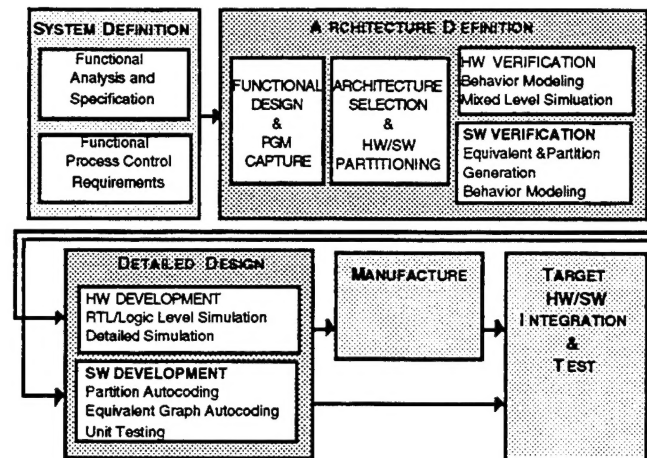 SYSTEM DEFINITION
Functional
Analysis and
Specification
Functional
Process Control
Requirements
ARCHITECTURE DEFINITION
FUNCTIONAL
DESIGN
&
PGM
CAPTURE
ARCHITECTURE
SELECTION
&
HW/SW
PARTITIONING
HW VERIFICATION
Behavior Modeling
Mixed Level Simluation
SW VERIFICATION
Equivalent &Partition
Generation
Behavior Modeling
DETAILED DESIGN
HW DEVELOPMENT
RTL/Logic Level Simulation
Detailed Simulation
SW DEVELOPMENT
Partition Autocoding
Equivalent Graph Autocoding
Unit Testing
MANUFACTURE
TARGET
HW/SW
INTEGRATION
&
TEST